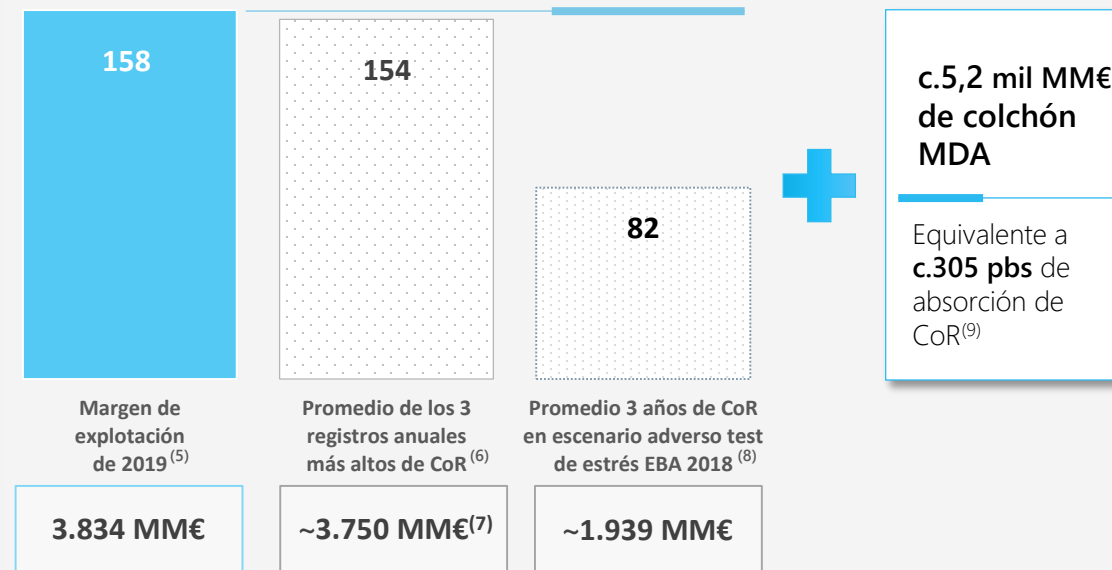 158
154
82
Margen de
explotación
de 2019 (5)
3.834 MM€
Promedio de los 3
registros anuales
más altos de CoR (6)
~3.750 MM€(7)
Promedio 3 años de CoR
en escenario adverso test
de estrés EBA 2018 (8)
~1.939 MM€
c.5,2 mil MM€
de colchón
MDA
Equivalente a
c.305 pbs de
absorción de
CoR(9)